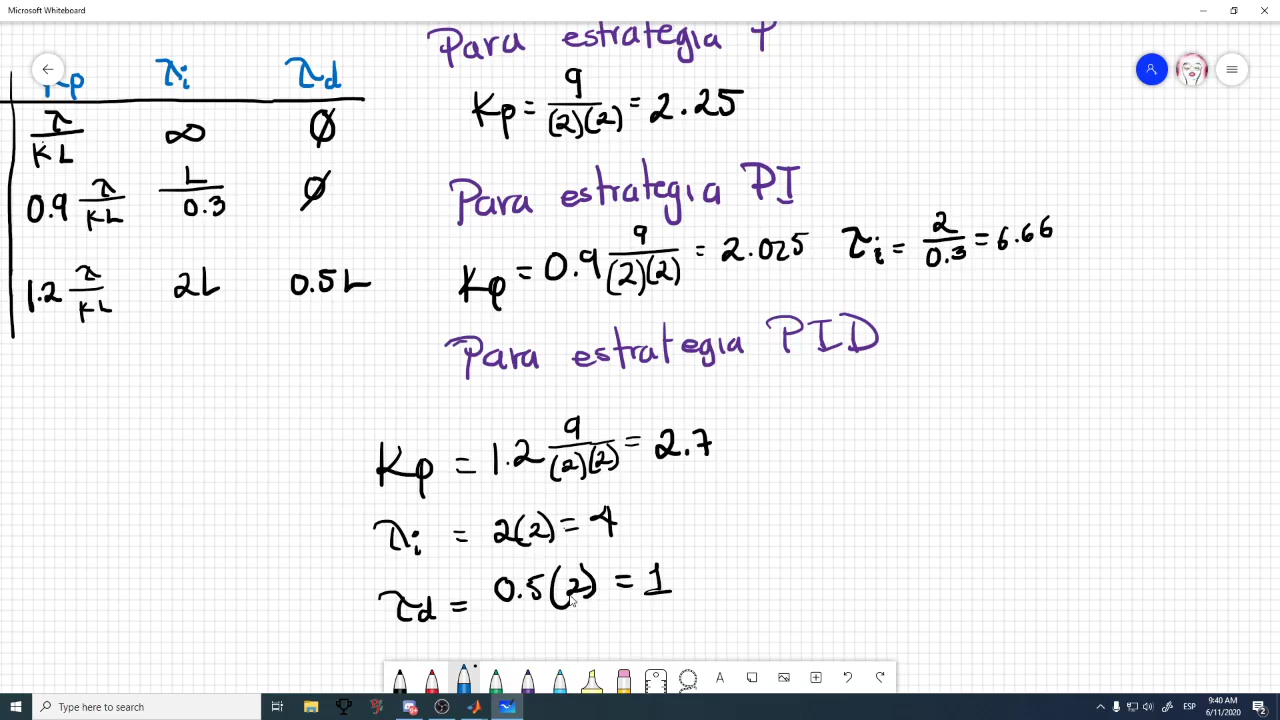 Microsoft Whiteboard
Para estrategia P
Kp τi τd
τ/KL ∞ Ø
0.9 τ/KL L/0.3 Ø
1.2 τ/KL 2L 0.5L
Kp = 9/(2)(2) = 2.25
Para estrategia PI
Kp = 0.9 9/(2)(2) = 2.025 τi = 2/0.3 = 6.66
Para estrategia PID
Kp = 1.2 9/(2)(2) = 2.7
τi = 2(2) = 4
τd = 0.5(2) = 1
Type here to search
ESP
9:40 AM
6/11/2020
2